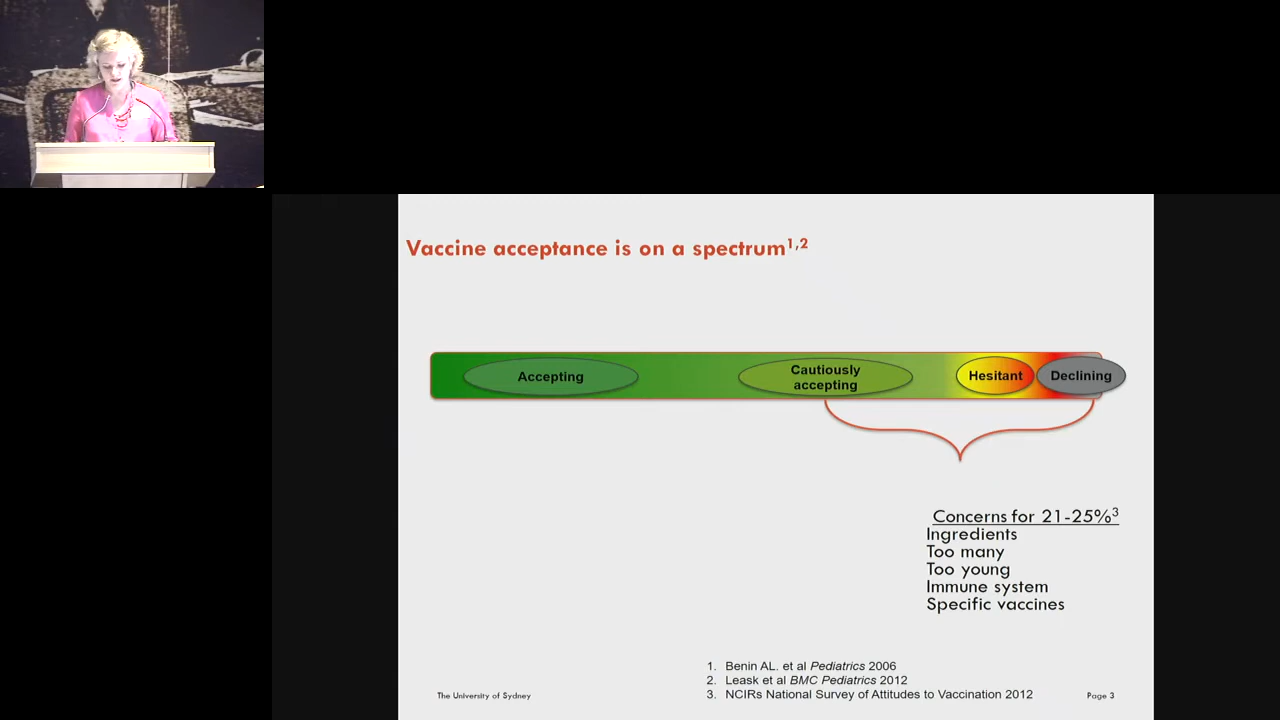 Vaccine acceptance is on a spectrum1,2
Accepting
Cautiously
accepting
Hesitant
Declining
Concerns for 21-25%3
Ingredients
Too many
Too young
Immune system
Specific vaccines
1. Benin AL. et al Pediatrics 2006
2. Leask et al BMC Pediatrics 2012
3. NCIRs National Survey of Attitudes to Vaccination 2012
The University of Sydney
Page 3